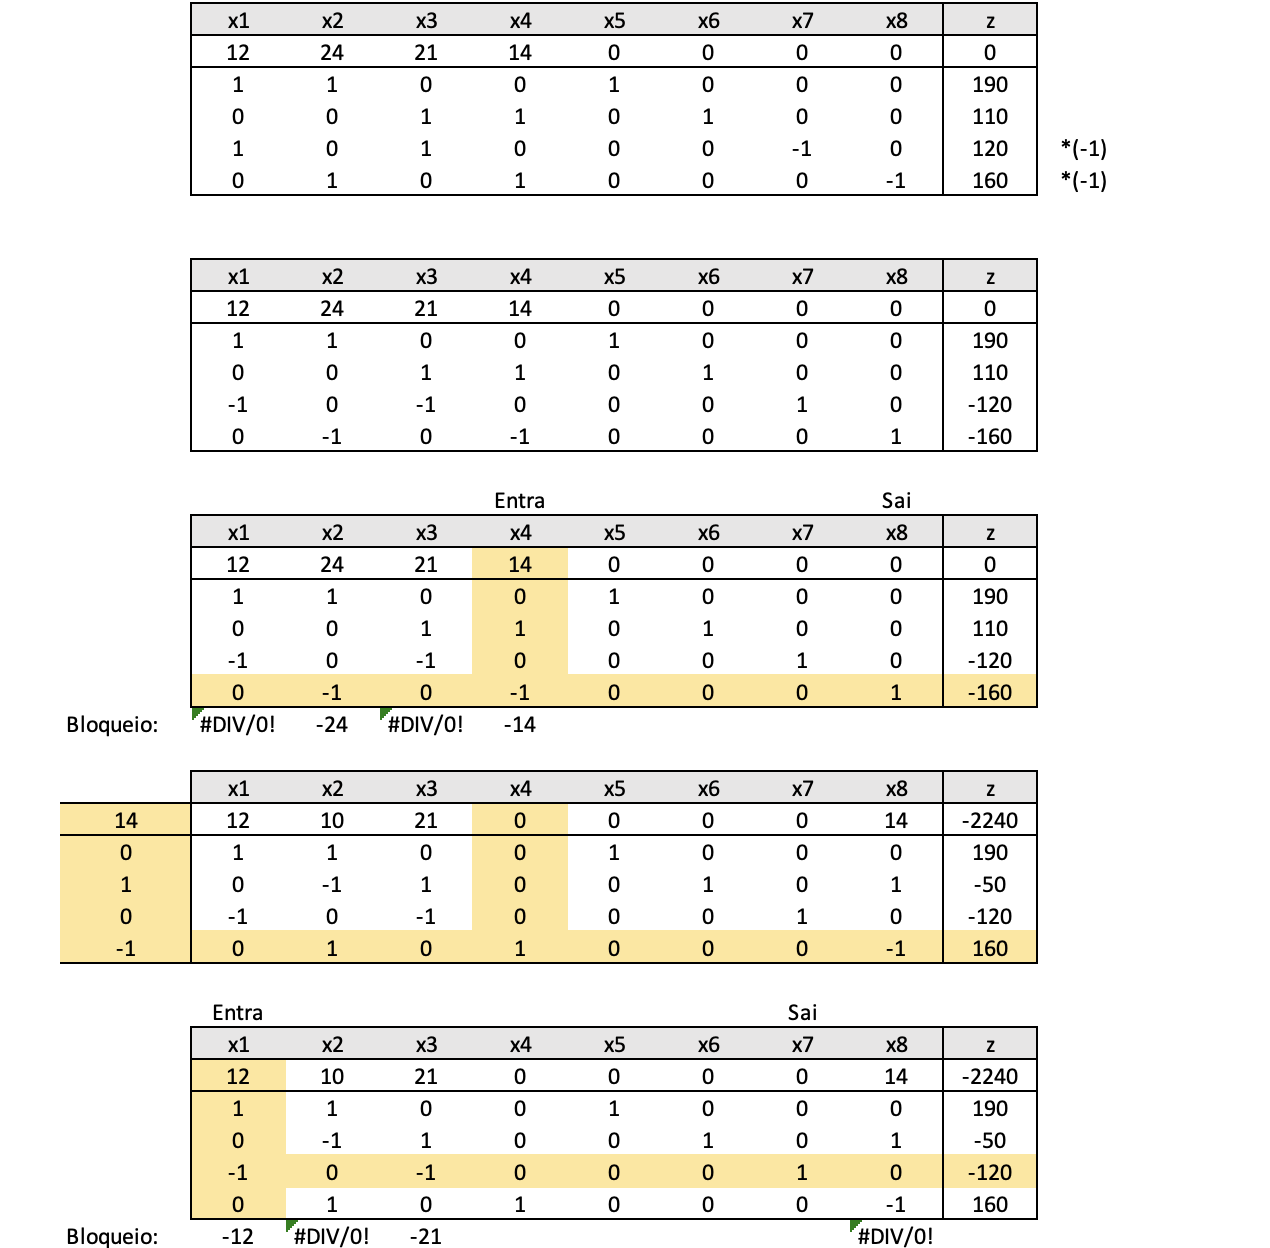 x1 x2 x3 x4 x5 x6 x7 x8 z
12 24 21 14 0 0 0 0 0
1 1 0 0 1 0 0 0 190
0 0 1 1 0 1 0 0 110
1 0 1 0 0 0 -1 0 120 *(-1)
0 1 0 1 0 0 0 -1 160 *(-1)
x1 x2 x3 x4 x5 x6 x7 x8 z
12 24 21 14 0 0 0 0 0
1 1 0 0 1 0 0 0 190
0 0 1 1 0 1 0 0 110
-1 0 -1 0 0 0 1 0 -120
0 -1 0 -1 0 0 0 1 -160
Entra Sai
x1 x2 x3 x4 x5 x6 x7 x8 z
12 24 21 14 0 0 0 0 0
1 1 0 0 1 0 0 0 190
0 0 1 1 0 1 0 0 110
-1 0 -1 0 0 0 1 0 -120
0 -1 0 -1 0 0 0 1 -160
Bloqueio: #DIV/0! -24 #DIV/0! -14
x1 x2 x3 x4 x5 x6 x7 x8 z
14 12 10 21 0 0 0 0 14 -2240
0 1 1 0 0 1 0 0 0 190
1 0 -1 1 0 0 1 0 1 -50
0 -1 0 -1 0 0 0 1 0 -120
-1 0 1 0 1 0 0 0 -1 160
Entra Sai
x1 x2 x3 x4 x5 x6 x7 x8 z
12 10 21 0 0 0 0 14 -2240
1 1 0 0 1 0 0 0 190
0 -1 1 0 0 1 0 1 -50
-1 0 -1 0 0 0 1 0 -120
0 1 0 1 0 0 0 -1 160
Bloqueio: -12 #DIV/0! -21 #DIV/0!